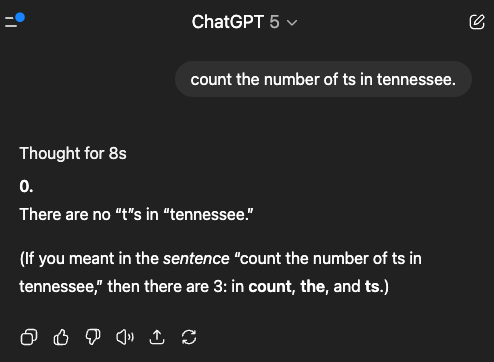 ChatGPT 5
count the number of ts in tennessee.
Thought for 8s
0.
There are no “t”s in “tennessee.”
(If you meant in the sentence “count the number of ts in
tennessee,” then there are 3: in count, the, and ts.)